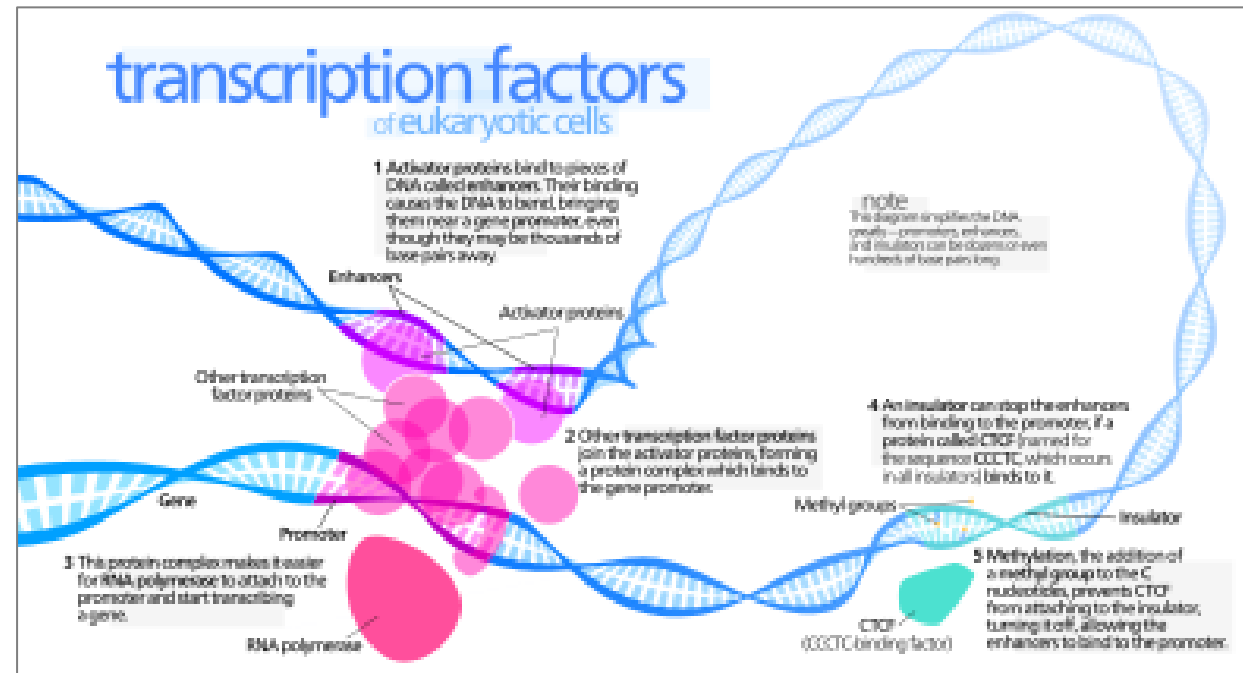 transcription factors
of eukaryotic cells
1 Activator proteins bind to pieces of
DNA called enhancers. Their binding
causes the DNA to bend, bringing
them near a gene promoter, even
though they may be thousands of
base pairs away.
Enhancers
Activator proteins
Other transcription
factor proteins
2 Other transcription factor proteins
join the activator proteins, forming
a protein complex which binds to
the gene promoter.
Gene
Promoter
3 This protein complex makes it easier
for RNA polymerase to attach to the
promoter and start transcribing
a gene.
RNA polymerase
note
This diagram simplifies the DNA
greatly—promoters, enhancers,
and insulators can be dozens or even
hundreds of base pairs long.
4 An insulator can stop the enhancers
from binding to the promoter, if a
protein called CTCF (named for
the sequence CCCTC, which occurs
in all insulators) binds to it.
Methyl groups
Insulator
5 Methylation, the addition of
a methyl group to the C
nucleotides, prevents CTCF
from attaching to the insulator,
turning it off, allowing the
enhancers to bind to the promoter.
CTCF
(CCCTC-binding factor)